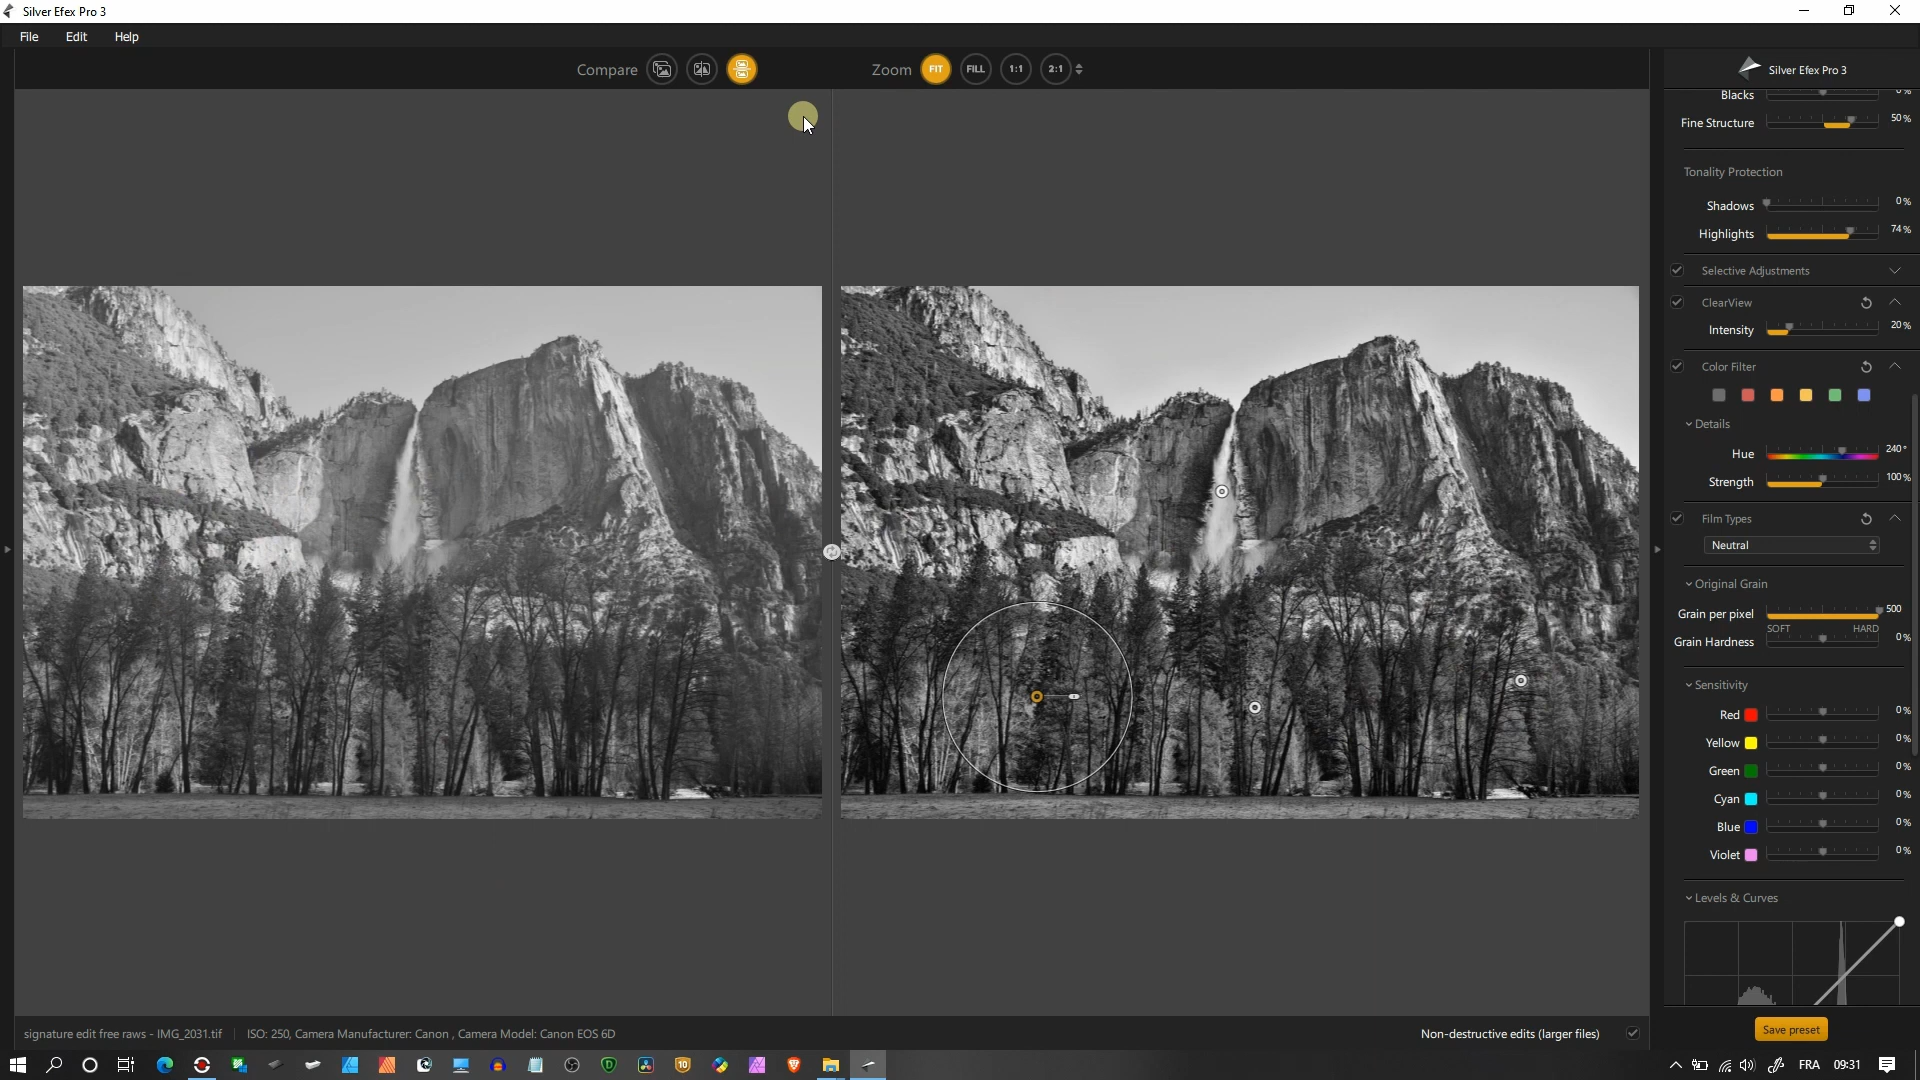 Silver Efex Pro 3
File Edit Help
Compare
Zoom FIT FILL 1:1 2:1
Silver Efex Pro 3
Blacks 0%
Fine Structure 50%
Tonality Protection
Shadows 0%
Highlights 74%
Selective Adjustments
ClearView
Intensity 20%
Color Filter
Details
Hue 240°
Strength 100%
Film Types
Neutral
Original Grain
Grain per pixel 500
SOFT HARD
Grain Hardness 0%
Sensitivity
Red 0%
Yellow 0%
Green 0%
Cyan 0%
Blue 0%
Violet 0%
Levels & Curves
signature edit free raws - IMG_2031.tif ISO: 250, Camera Manufacturer: Canon , Camera Model: Canon EOS 6D
Non-destructive edits (larger files)
Save preset
10
FRA 09:31